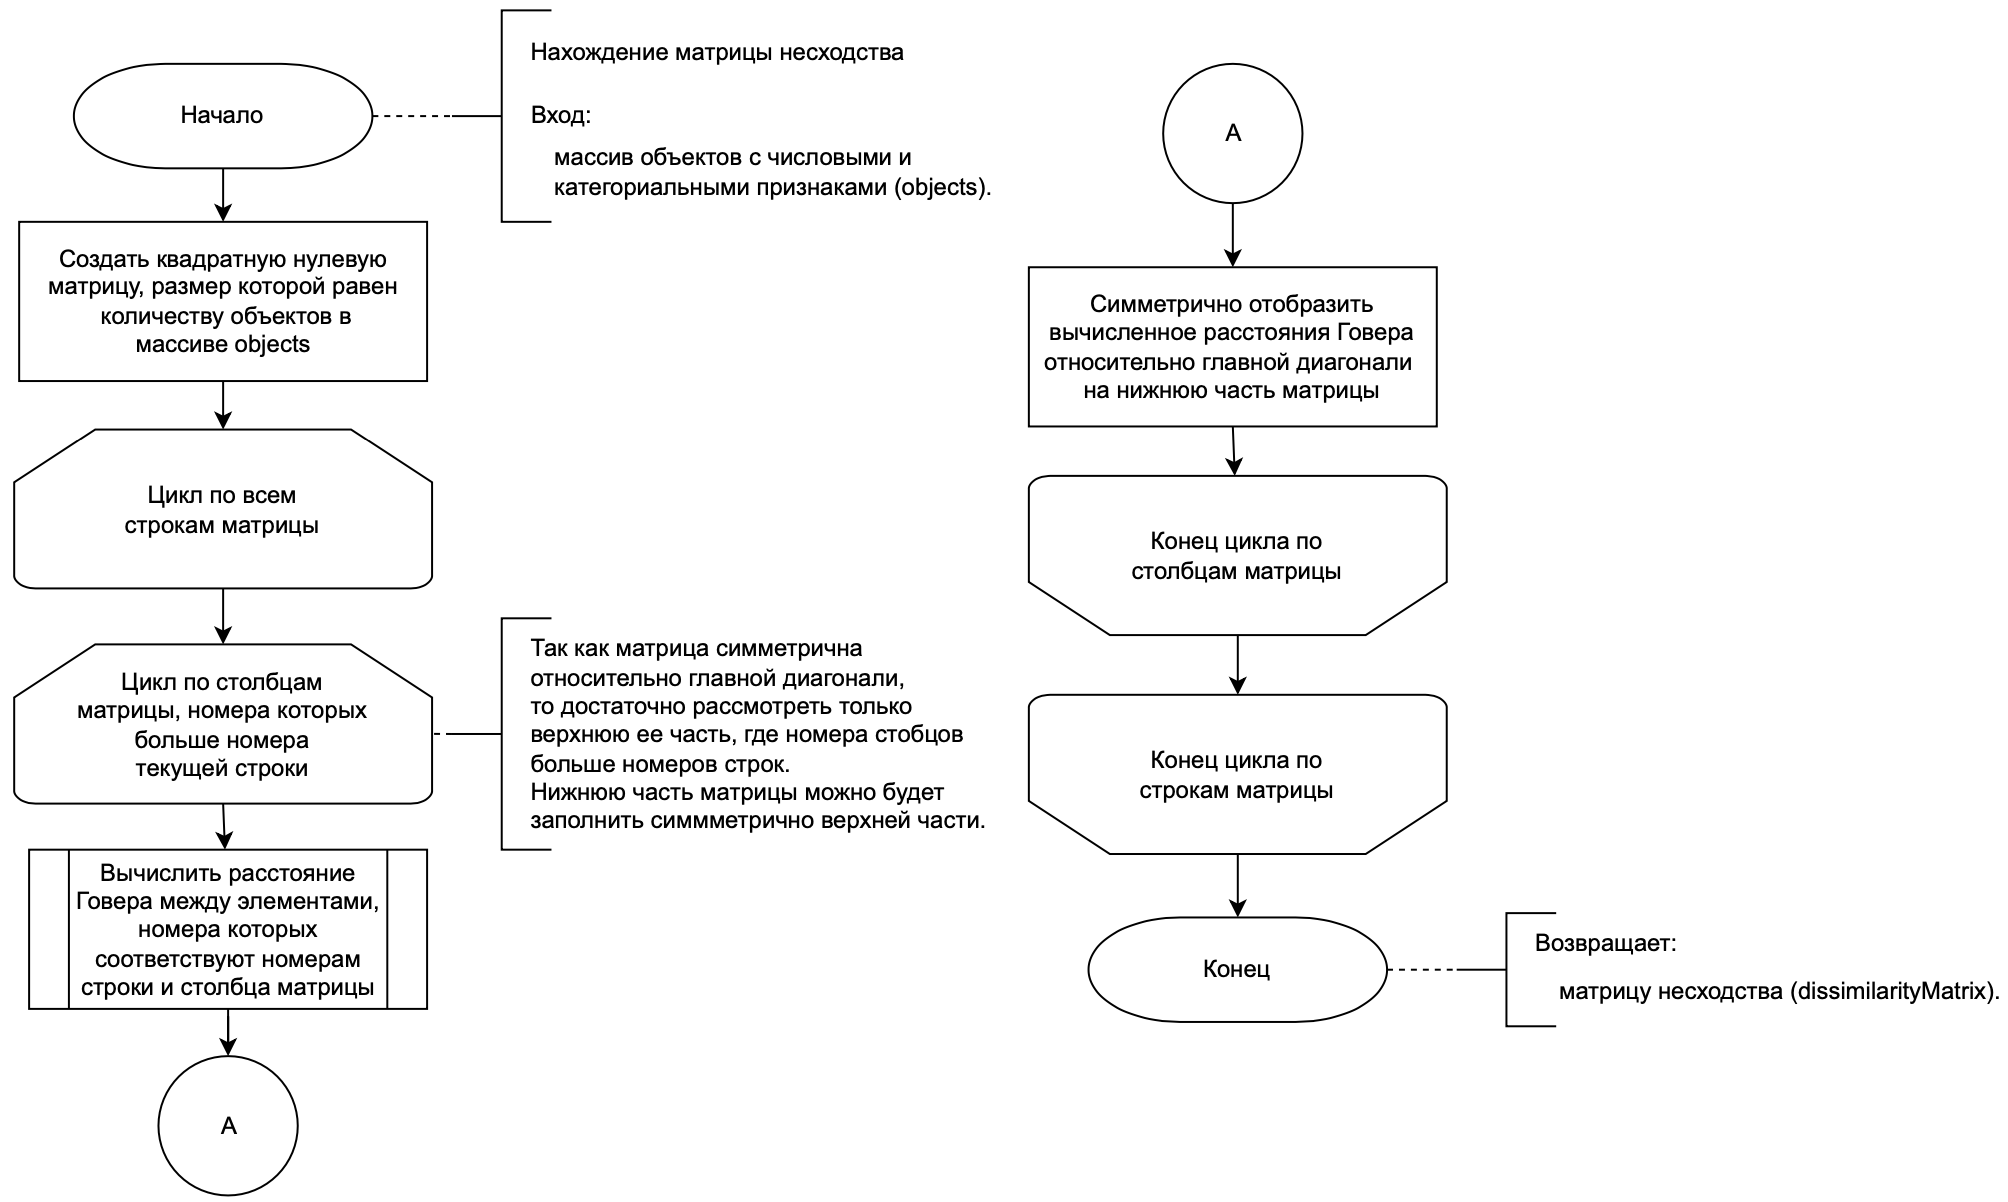 Начало
Нахождение матрицы несходства
Вход:
массив объектов с числовыми и
категориальными признаками (objects).
Создать квадратную нулевую
матрицу, размер которой равен
количеству объектов в
массиве objects
Цикл по всем
строкам матрицы
Цикл по столбцам
матрицы, номера которых
больше номера
текущей строки
Так как матрица симметрична
относительно главной диагонали,
то достаточно рассмотреть только
верхнюю ее часть, где номера стобцов
больше номеров строк.
Нижнюю часть матрицы можно будет
заполнить симмметрично верхней части.
Вычислить расстояние
Говера между элементами,
номера которых
соответствуют номерам
строки и столбца матрицы
А
А
Симметрично отобразить
вычисленное расстояния Говера
относительно главной диагонали
на нижнюю часть матрицы
Конец цикла по
столбцам матрицы
Конец цикла по
строкам матрицы
Конец
Возвращает:
матрицу несходства (dissimilarityMatrix).